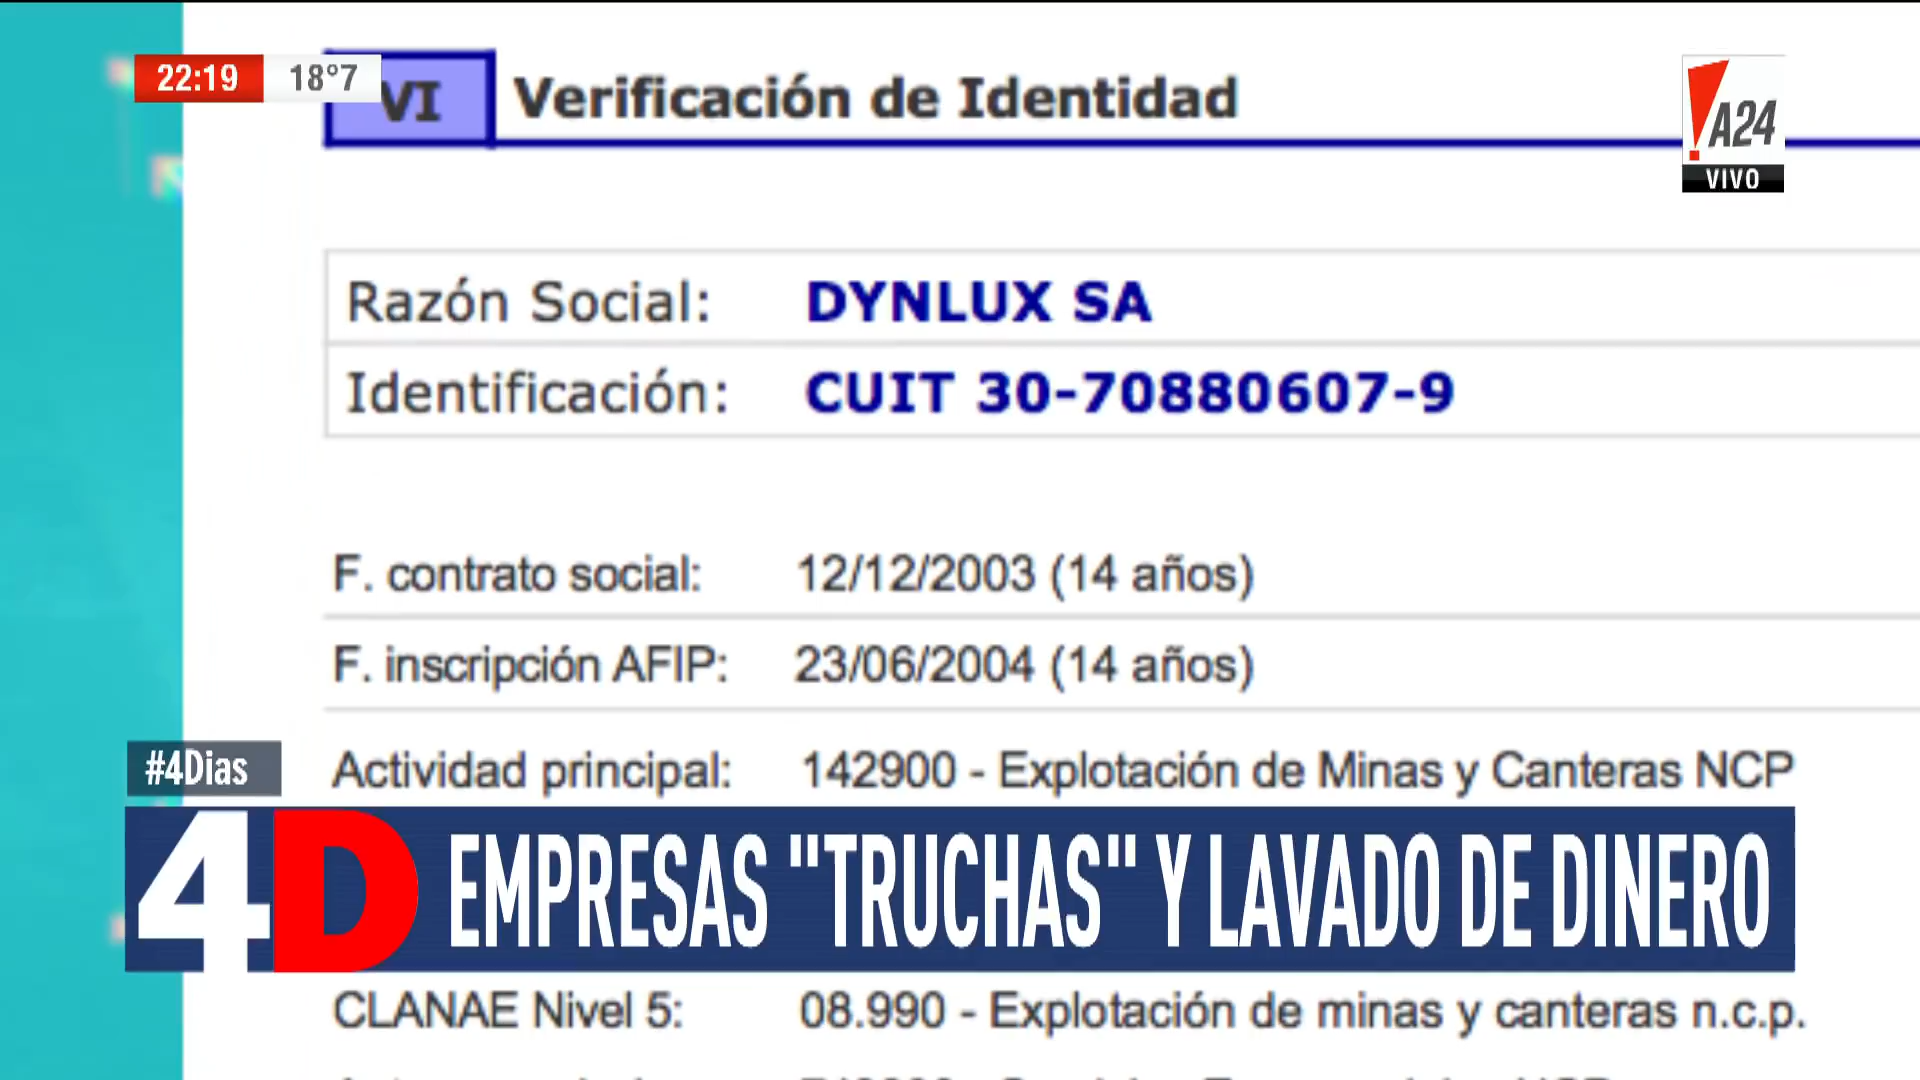 22:19 18°7
VI Verificación de Identidad
A24
VIVO
Razón Social: DYNLUX SA
Identificación: CUIT 30-70880607-9
F. contrato social: 12/12/2003 (14 años)
F. inscripción AFIP: 23/06/2004 (14 años)
#4Dias
Actividad principal: 142900 - Explotación de Minas y Canteras NCP
4D EMPRESAS "TRUCHAS" Y LAVADO DE DINERO
CLANAE Nivel 5: 08.990 - Explotación de minas y canteras n.c.p.